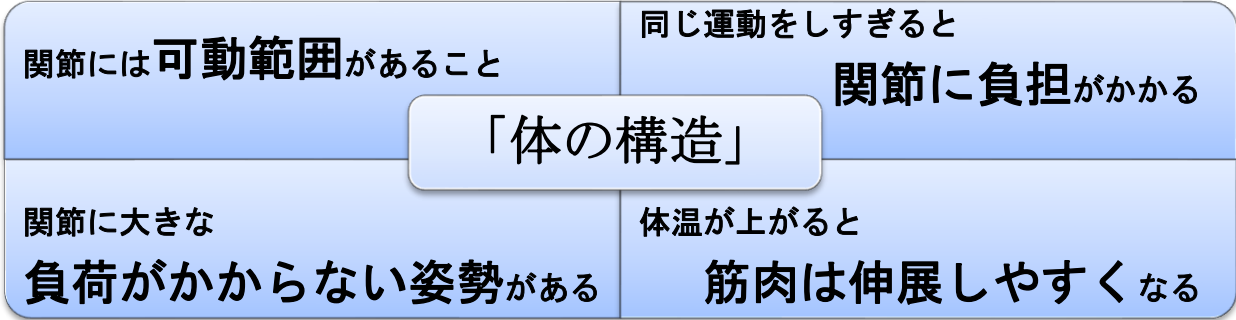 関節には可動範囲があること
同じ運動をしすぎると
関節に負担がかかる
「体の構造」
関節に大きな
負荷がかからない姿勢がある
体温が上がると
筋肉は伸展しやすくなる